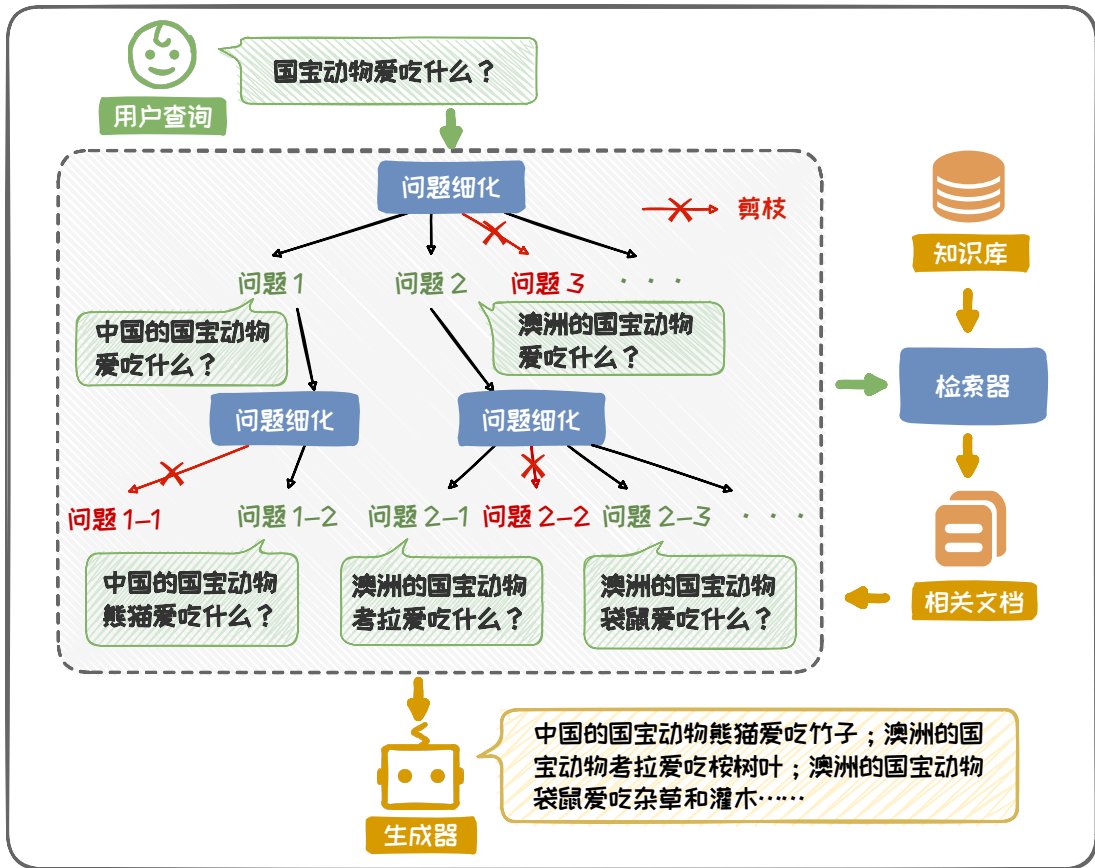 国宝动物爱吃什么？
用户查询
问题细化
剪枝
知识库
问题1
问题2
问题3
· · ·
中国的国宝动物
爱吃什么？
澳洲的国宝动物
爱吃什么？
检索器
问题细化
问题细化
问题1-1
问题1-2
问题2-1
问题2-2
问题2-3
· · ·
中国的国宝动物
熊猫爱吃什么？
澳洲的国宝动物
考拉爱吃什么？
澳洲的国宝动物
袋鼠爱吃什么？
相关文档
中国的国宝动物熊猫爱吃竹子；澳洲的国
宝动物考拉爱吃桉树叶；澳洲的国宝动物
袋鼠爱吃杂草和灌木……
生成器